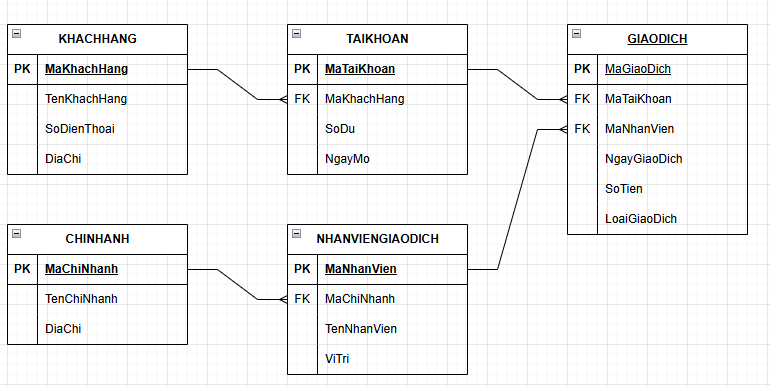 KHACHHANG
PK MaKhachHang
TenKhachHang
SoDienThoai
DiaChi
TAIKHOAN
PK MaTaiKhoan
FK MaKhachHang
SoDu
NgayMo
GIAODICH
PK MaGiaoDich
FK MaTaiKhoan
FK MaNhanVien
NgayGiaoDich
SoTien
LoaiGiaoDich
CHINHANH
PK MaChiNhanh
TenChiNhanh
DiaChi
NHANVIENGIAODICH
PK MaNhanVien
FK MaChiNhanh
TenNhanVien
ViTri